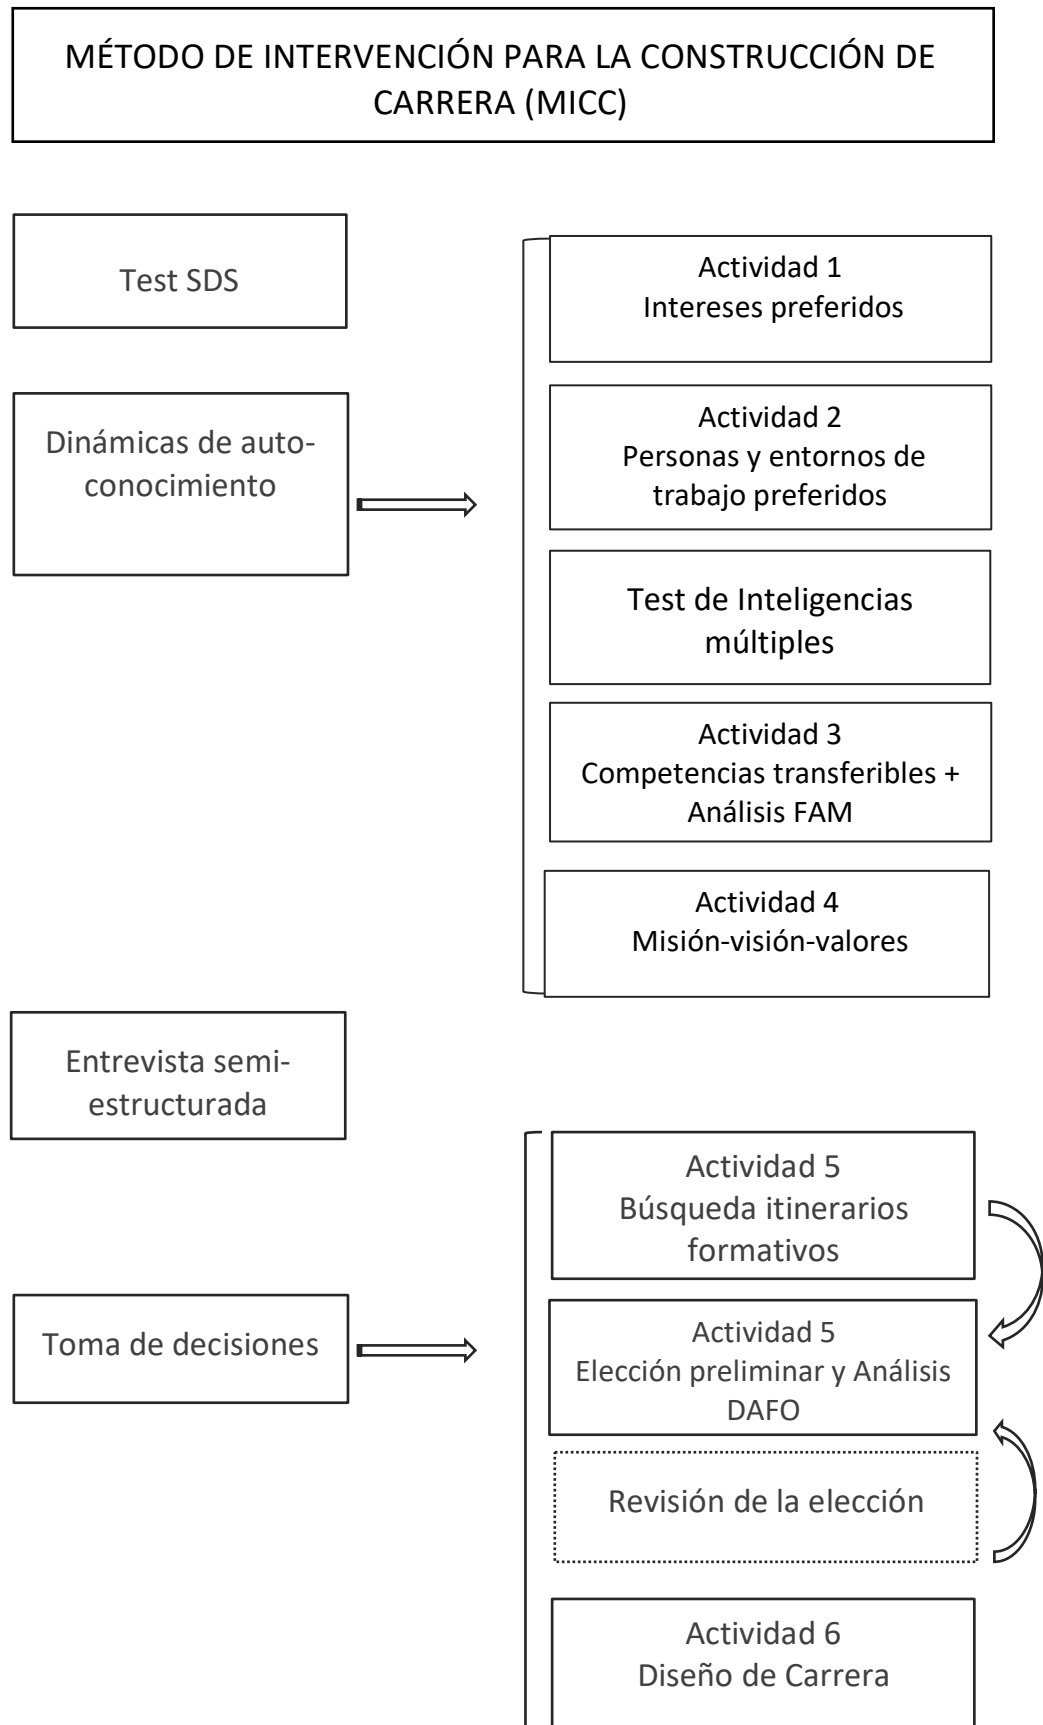 MÉTODO DE INTERVENCIÓN PARA LA CONSTRUCCIÓN DE
CARRERA (MICC)
Test SDS
Actividad 1
Intereses preferidos
Dinámicas de auto-
conocimiento
Actividad 2
Personas y entornos de
trabajo preferidos
Test de Inteligencias
múltiples
Actividad 3
Competencias transferibles +
Análisis FAM
Actividad 4
Misión-visión-valores
Entrevista semi-
estructurada
Actividad 5
Búsqueda itinerarios
formativos
Toma de decisiones
Actividad 5
Elección preliminar y Análisis
DAFO
Revisión de la elección
Actividad 6
Diseño de Carrera